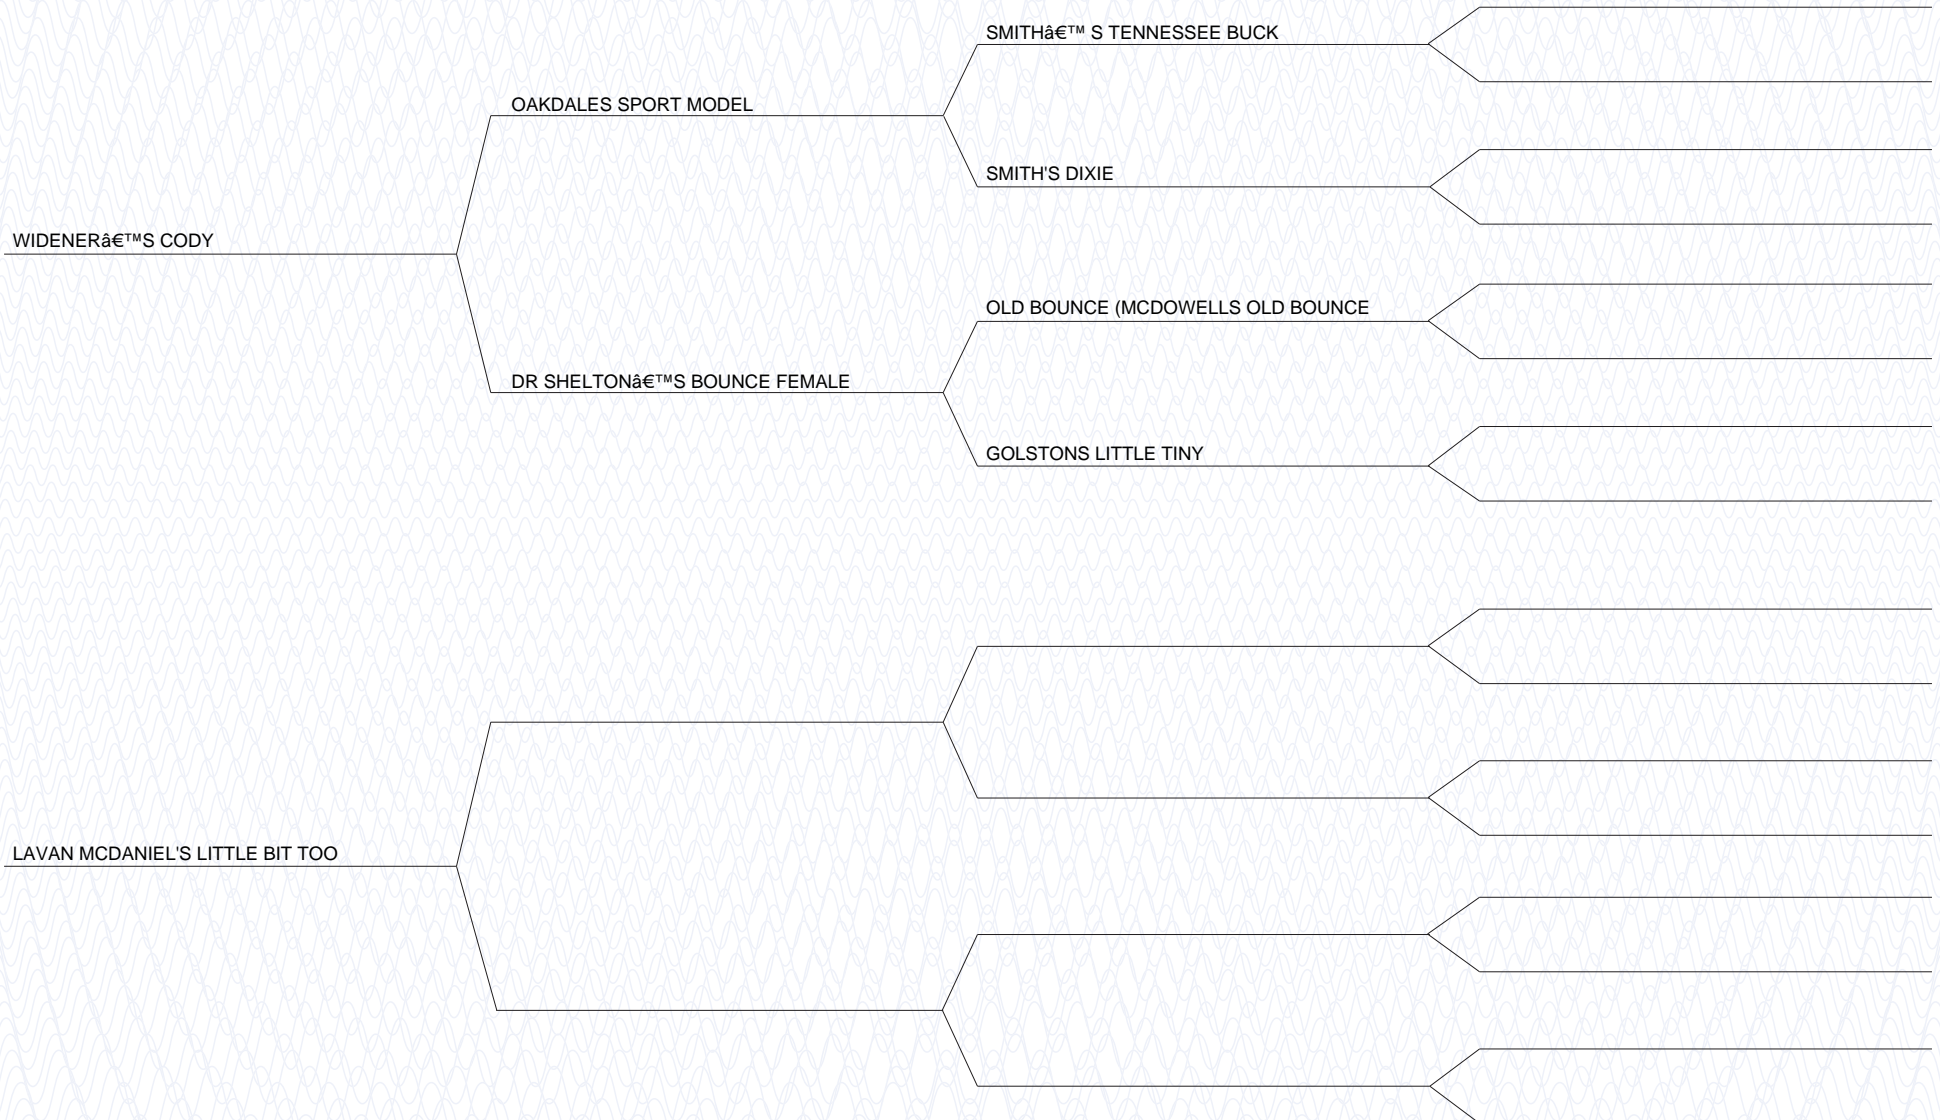 SMITHâ€™ S TENNESSEE BUCK
OAKDALES SPORT MODEL
SMITH'S DIXIE
WIDENERâ€™S CODY
OLD BOUNCE (MCDOWELLS OLD BOUNCE
DR SHELTONâ€™S BOUNCE FEMALE
GOLSTONS LITTLE TINY
LAVAN MCDANIEL'S LITTLE BIT TOO